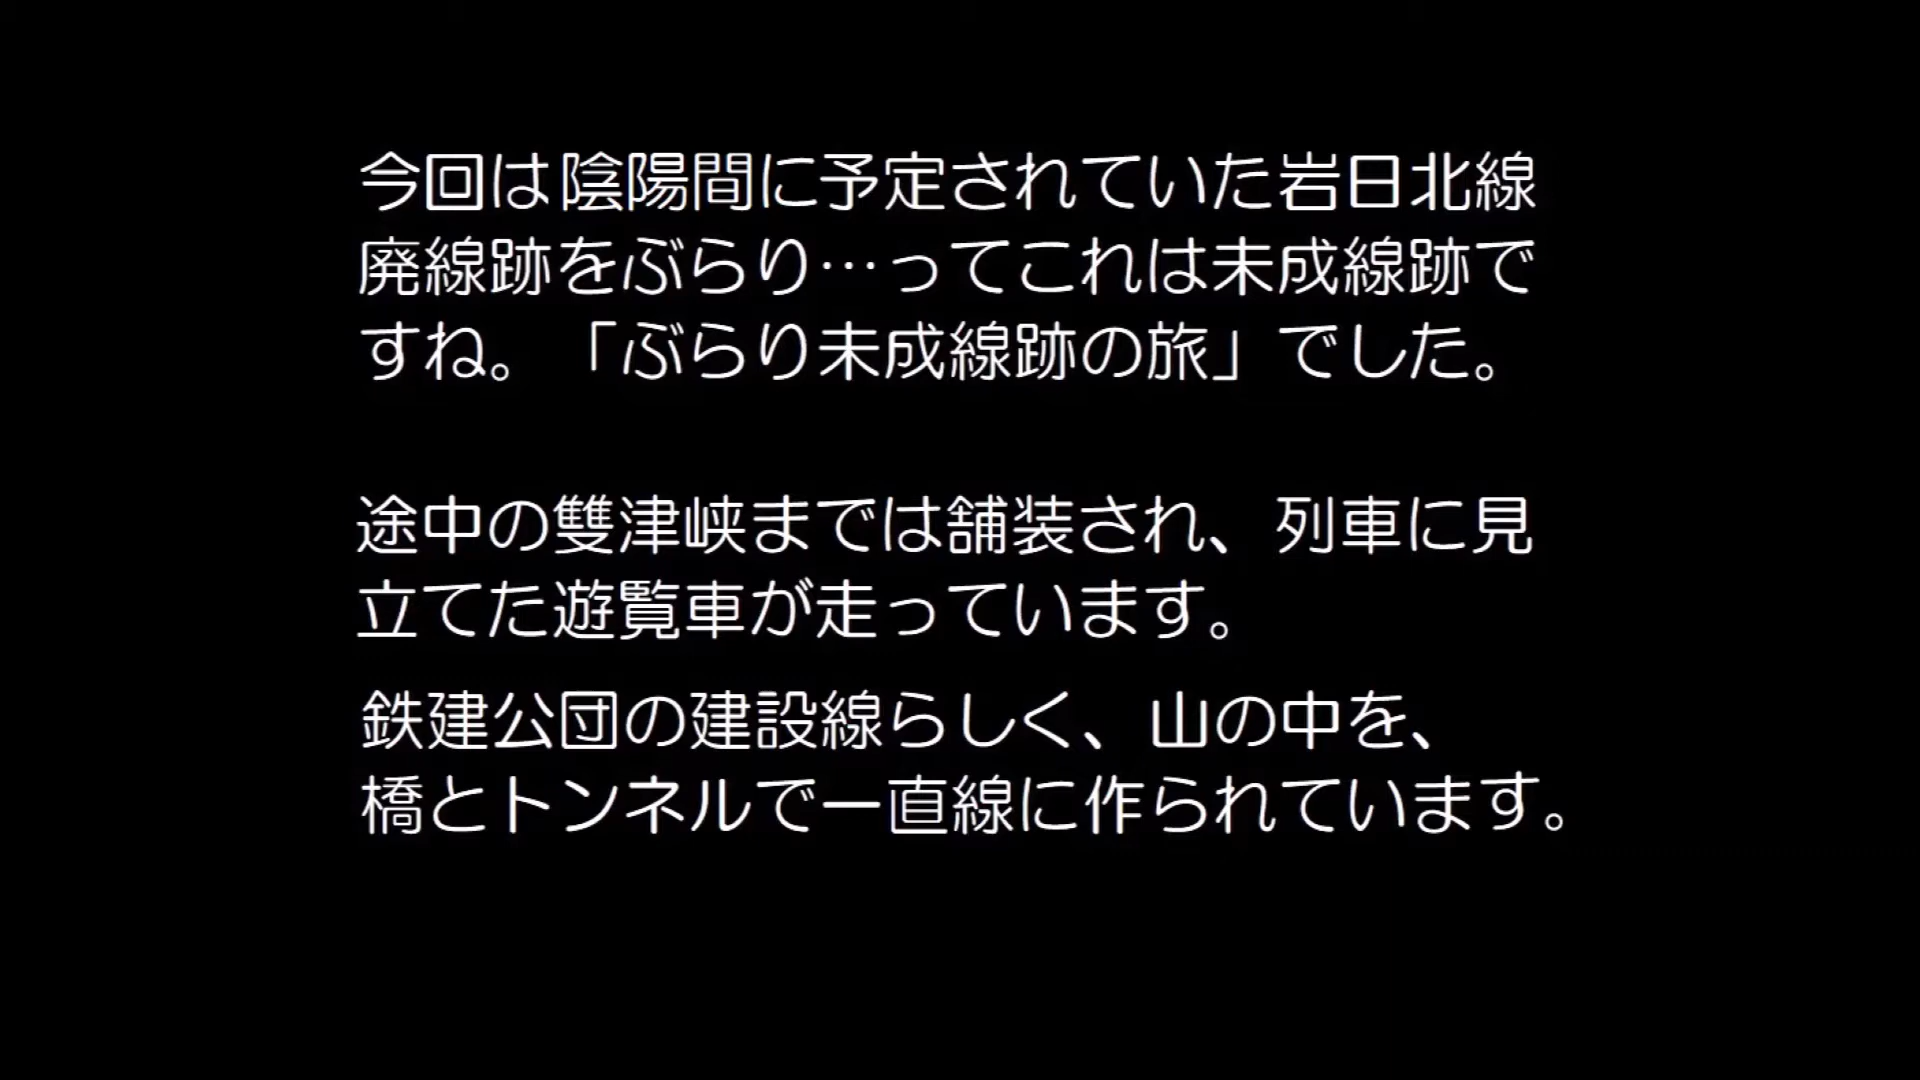 今回は陰陽間に予定されていた岩日北線
廃線跡をぶらり…ってこれは未成線跡で
すね。「ぶらり未成線跡の旅」でした。
途中の雙津峡までは舗装され、列車に見
立てた遊覧車が走っています。
鉄建公団の建設線らしく、山の中を、
橋とトンネルで一直線に作られています。